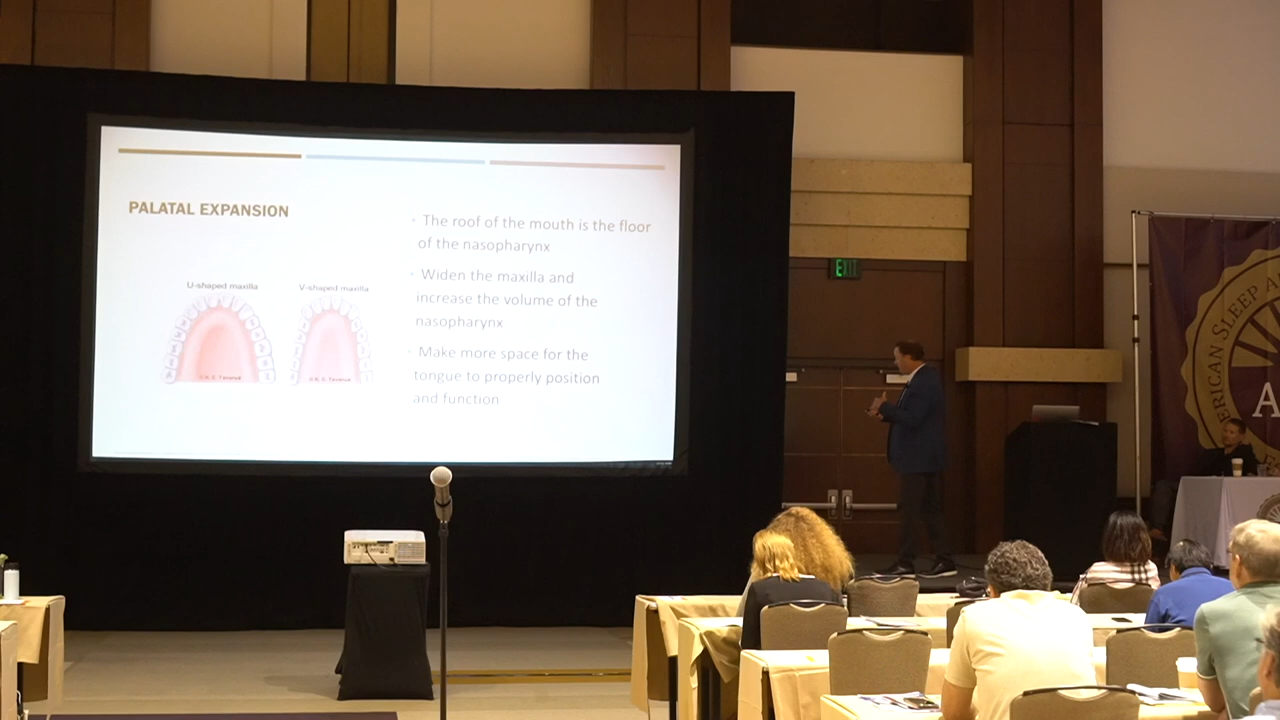 PALATAL EXPANSION
U-shaped maxilla
V-shaped maxilla
• The roof of the mouth is the floor
of the nasopharynx
• Widen the maxilla and
increase the volume of the
nasopharynx
• Make more space for the
tongue to properly position
and function
EXIT
ERICAN SLEEP A
A